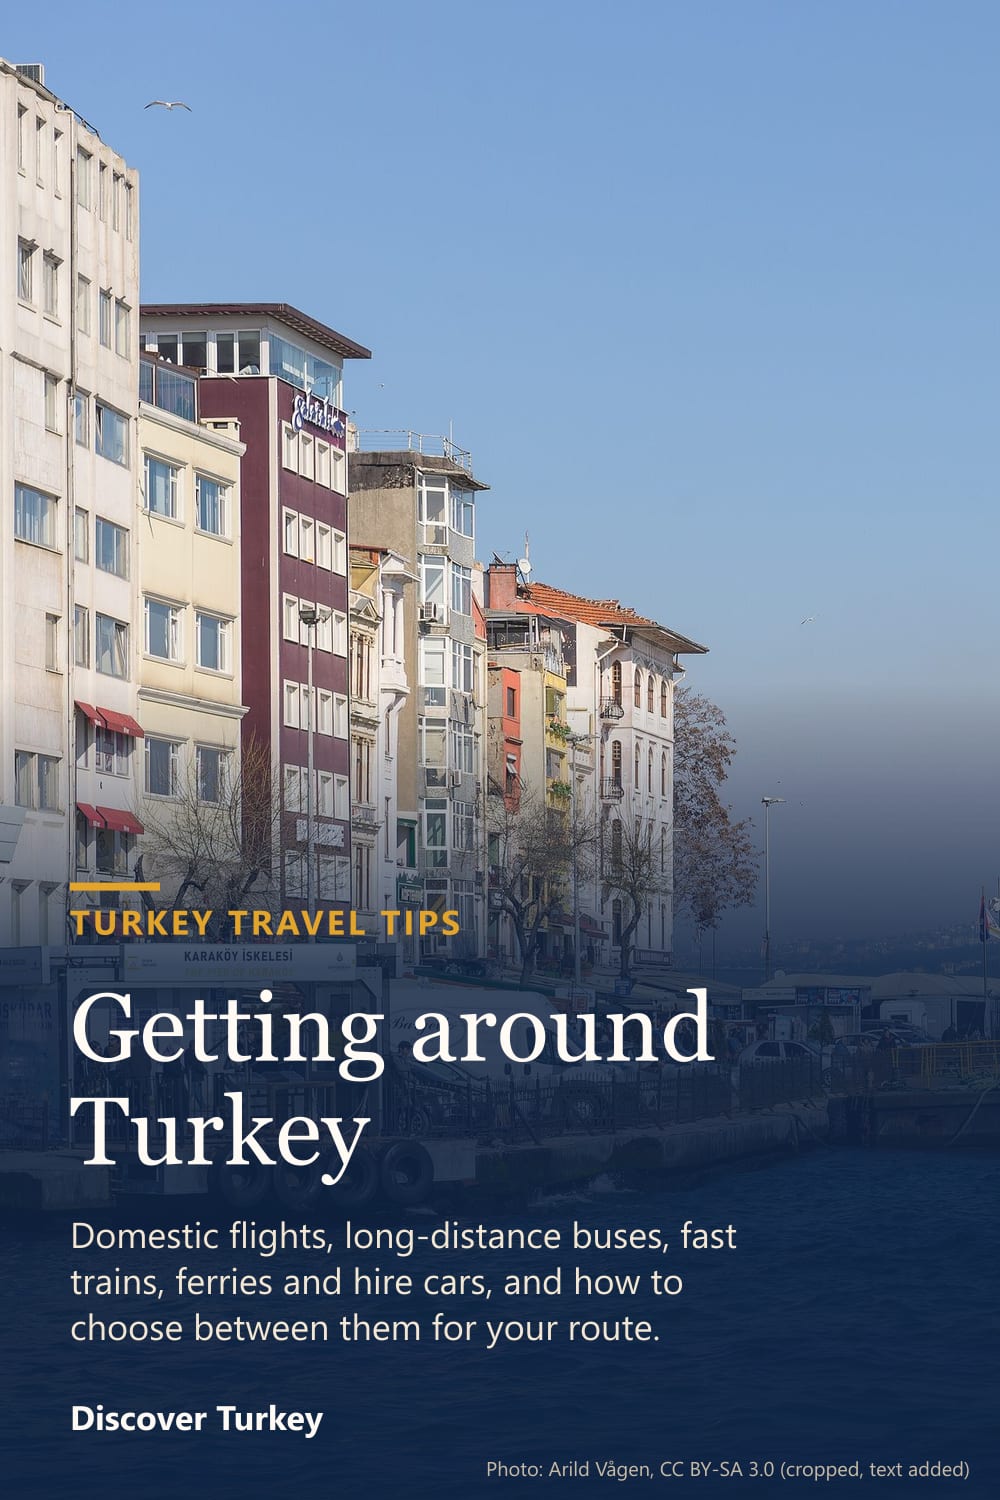 TURKEY TRAVEL TIPS
KARAKÖY İSKELESİ
Getting around
Turkey
Domestic flights, long-distance buses, fast
trains, ferries and hire cars, and how to
choose between them for your route.
Discover Turkey
Photo: Arild Vågen, CC BY-SA 3.0 (cropped, text added)